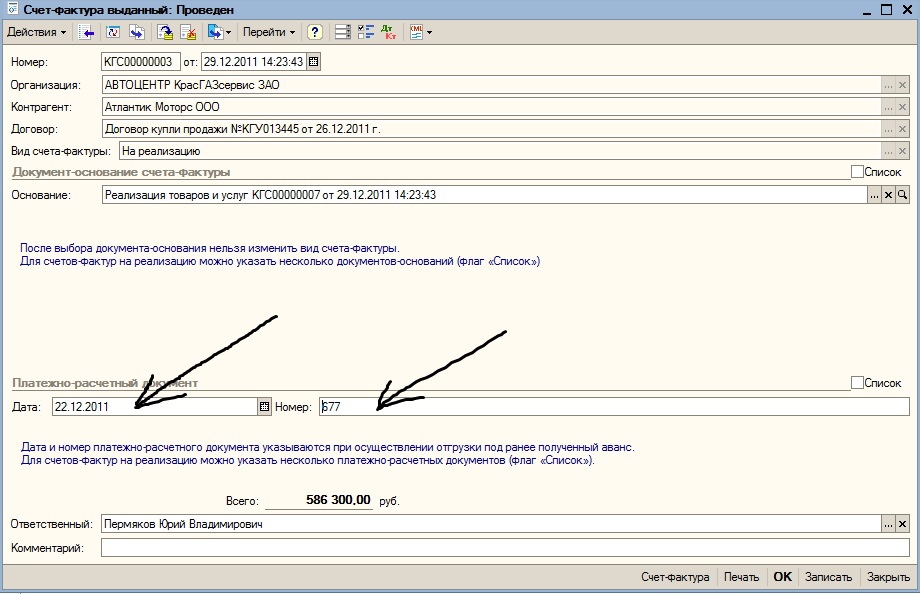 Счет-фактура выданный: Проведен
Действия Перейти ? Дт Кт
Номер: КГС00000003 от: 29.12.2011 14:23:43
Организация: АВТОЦЕНТР КрасГАЗсервис ЗАО
Контрагент: Атлантик Моторс ООО
Договор: Договор купли продажи №КГУ013445 от 26.12.2011 г.
Вид счета-фактуры: На реализацию
Документ-основание счета-фактуры Список
Основание: Реализация товаров и услуг КГС00000007 от 29.12.2011 14:23:43
После выбора документа-основания нельзя изменить вид счета-фактуры.
Для счетов-фактур на реализацию можно указать несколько документов-оснований (флаг «Список»)
Платежно-расчетный документ Список
Дата: 22.12.2011 Номер: 677
Дата и номер платежно-расчетного документа указываются при осуществлении отгрузки под ранее полученный аванс.
Для счетов-фактур на реализацию можно указать несколько платежно-расчетных документов (флаг «Список»).
Всего: 586 300,00 руб.
Ответственный: Пермяков Юрий Владимирович
Комментарий:
Счет-фактура Печать OK Записать Закрыть